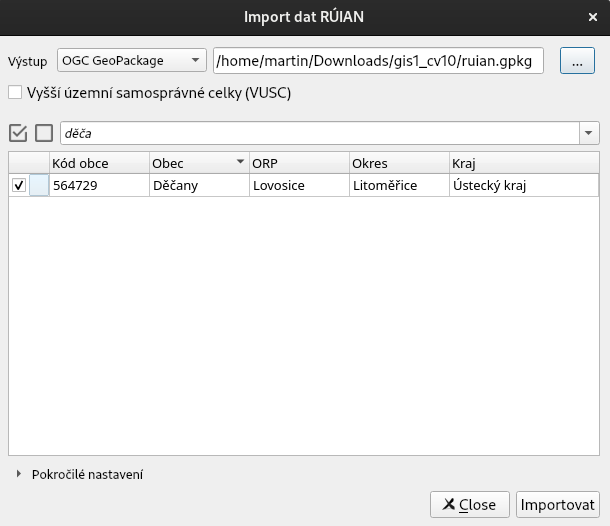 Import dat RÚIAN
Výstup OGC GeoPackage /home/martin/Downloads/gis1_cv10/ruian.gpkg ...
Vyšší územní samosprávné celky (VUSC)
děča
Kód obce Obec ORP Okres Kraj
564729 Děčany Lovosice Litoměřice Ústecký kraj
Pokročilé nastavení
Close Importovat